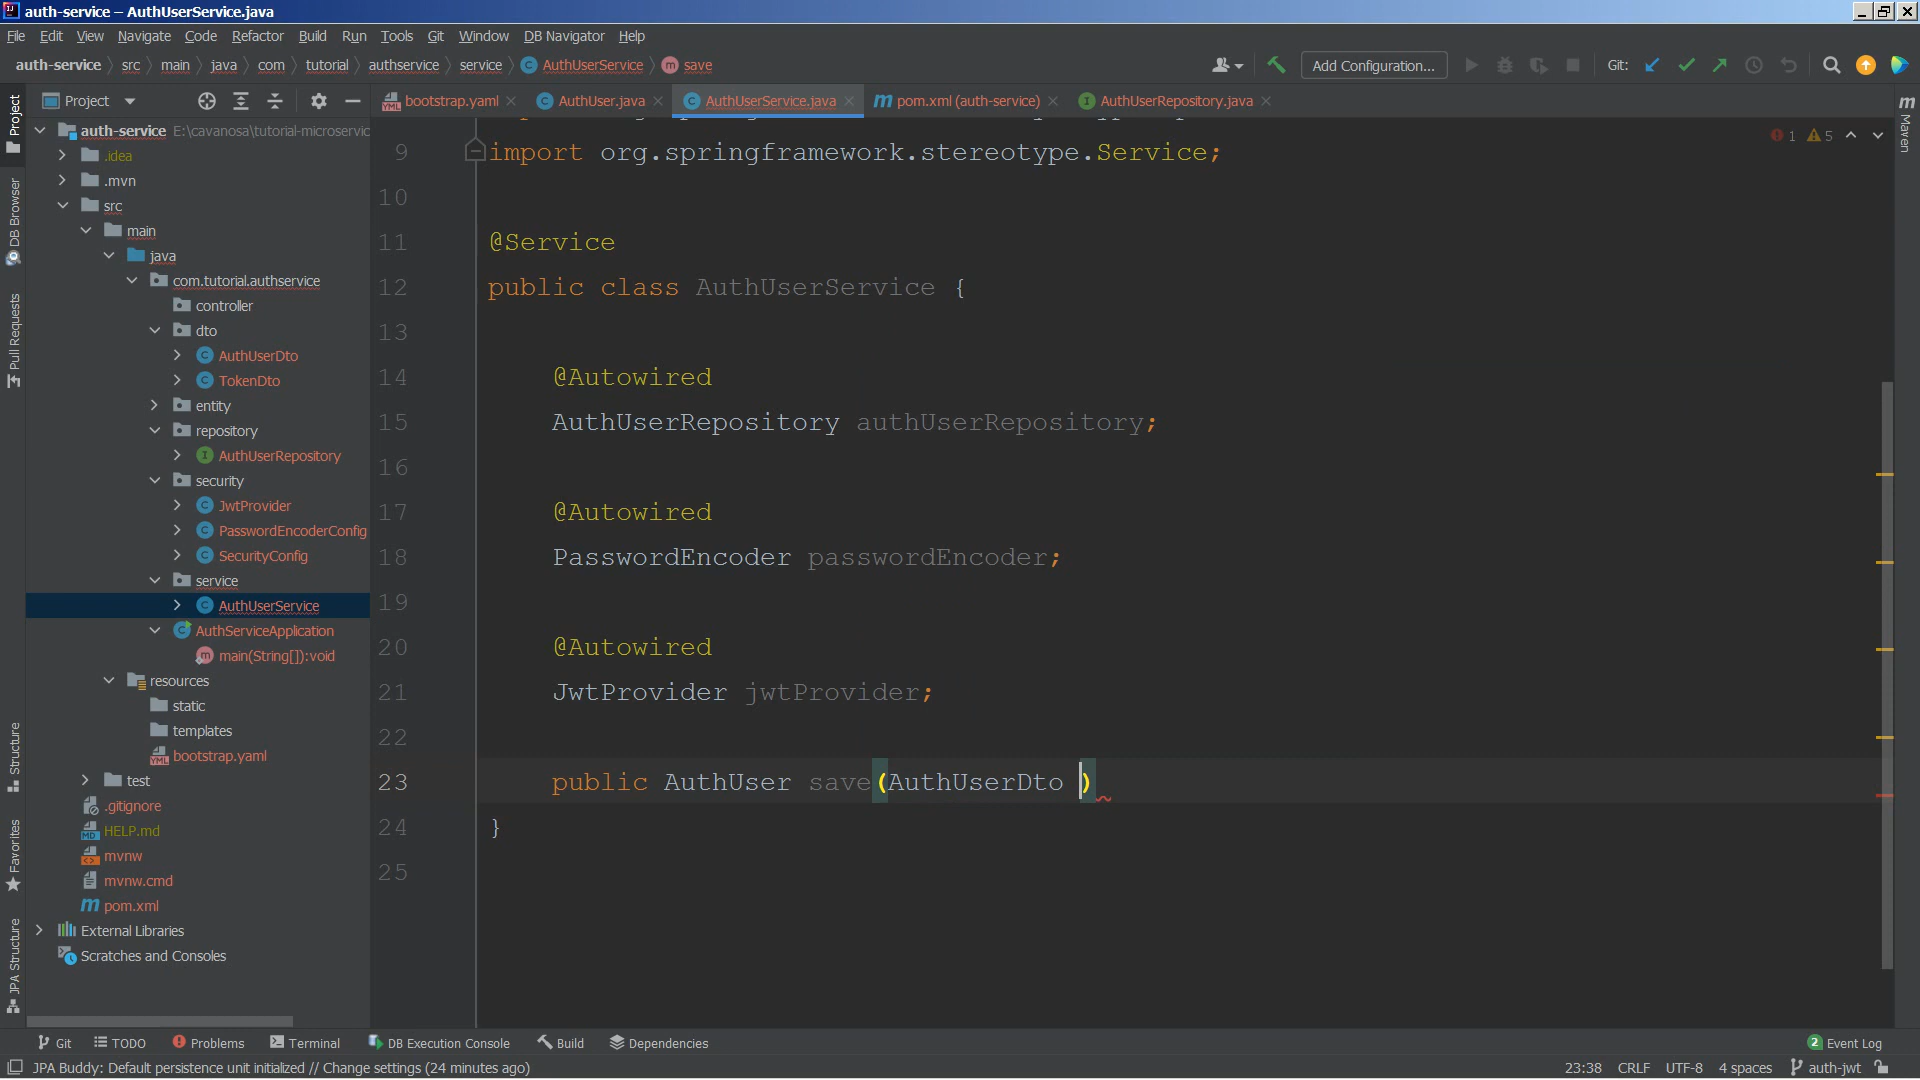 auth-service – AuthUserService.java
File Edit View Navigate Code Refactor Build Run Tools Git Window DB Navigator Help
auth-service src main java com tutorial authservice service AuthUserService save Add Configuration... Git:
Project bootstrap.yaml AuthUser.java AuthUserService.java pom.xml (auth-service) AuthUserRepository.java
auth-service E:\cavanosa\tutorial-microservic
.idea
.mvn
src
main
java
com.tutorial.authservice
controller
dto
AuthUserDto
TokenDto
entity
repository
AuthUserRepository
security
JwtProvider
PasswordEncoderConfig
SecurityConfig
service
AuthUserService
AuthServiceApplication
main(String[]):void
resources
static
templates
bootstrap.yaml
test
.gitignore
HELP.md
mvnw
mvnw.cmd
pom.xml
External Libraries
Scratches and Consoles
Project
DB Browser
Pull Requests
Structure
Favorites
JPA Structure
1 5
9 import org.springframework.stereotype.Service;
10
11 @Service
12 public class AuthUserService {
13
14 @Autowired
15 AuthUserRepository authUserRepository;
16
17 @Autowired
18 PasswordEncoder passwordEncoder;
19
20 @Autowired
21 JwtProvider jwtProvider;
22
23 public AuthUser save(AuthUserDto )
24 }
25
Maven
Git TODO Problems Terminal DB Execution Console Build Dependencies 2 Event Log
JPA Buddy: Default persistence unit initialized // Change settings (24 minutes ago) 23:38 CRLF UTF-8 4 spaces auth-jwt